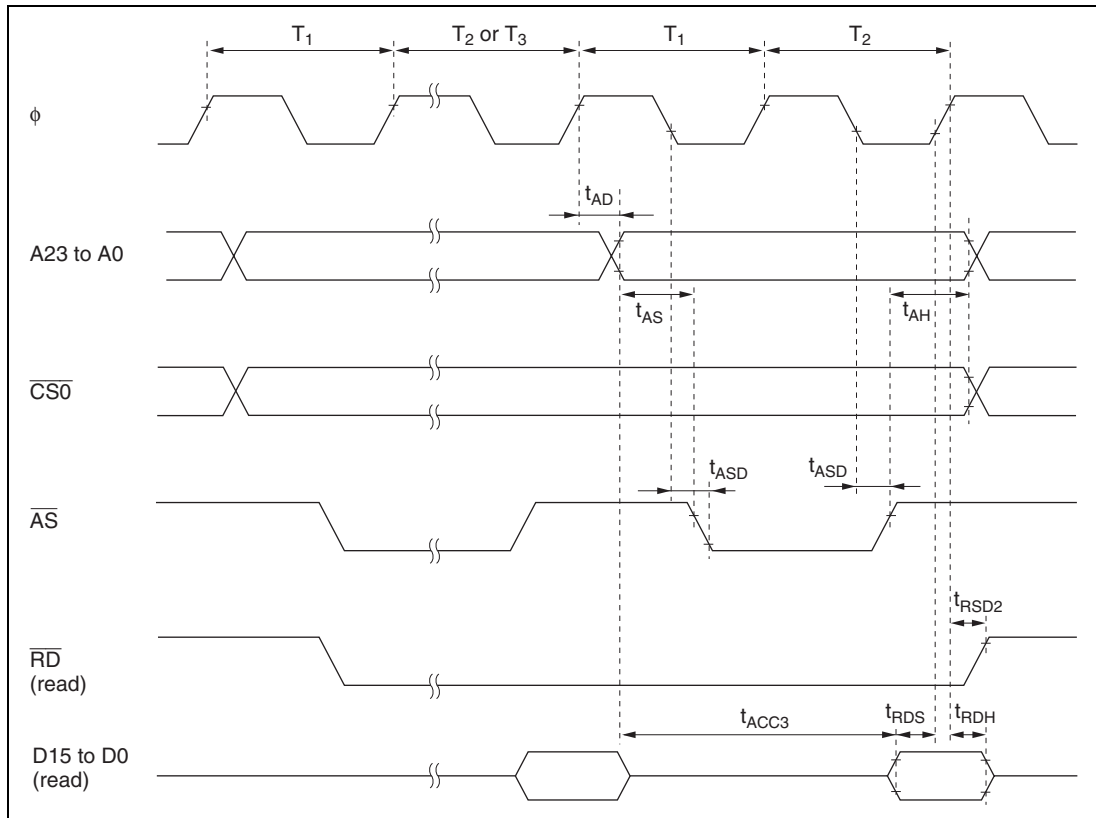 T1 T2 or T3 T1 T2
ϕ
tAD
A23 to A0
tAS tAH
CS0
tASD tASD
AS
tRSD2
RD
(read)
tACC3 tRDS tRDH
D15 to D0
(read)